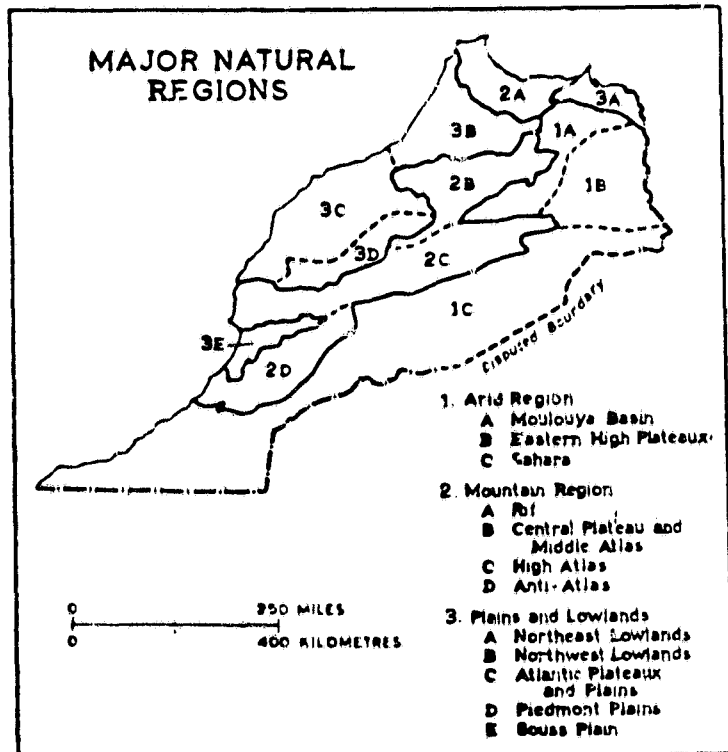 MAJOR NATURAL
REGIONS
2A
3A
3B
1A
2B
1B
3C
3D
2C
1C
3E
2D
Disputed Boundary
1. Arid Region
A Moulouya Basin
B Eastern High Plateaux
C Sahara
2. Mountain Region
A Rif
B Central Plateau and
Middle Atlas
C High Atlas
D Anti-Atlas
3. Plains and Lowlands
A Northeast Lowlands
B Northwest Lowlands
C Atlantic Plateaux
and Plains
D Piedmont Plains
E Souss Plain
0 250 MILES
0 400 KILOMETRES